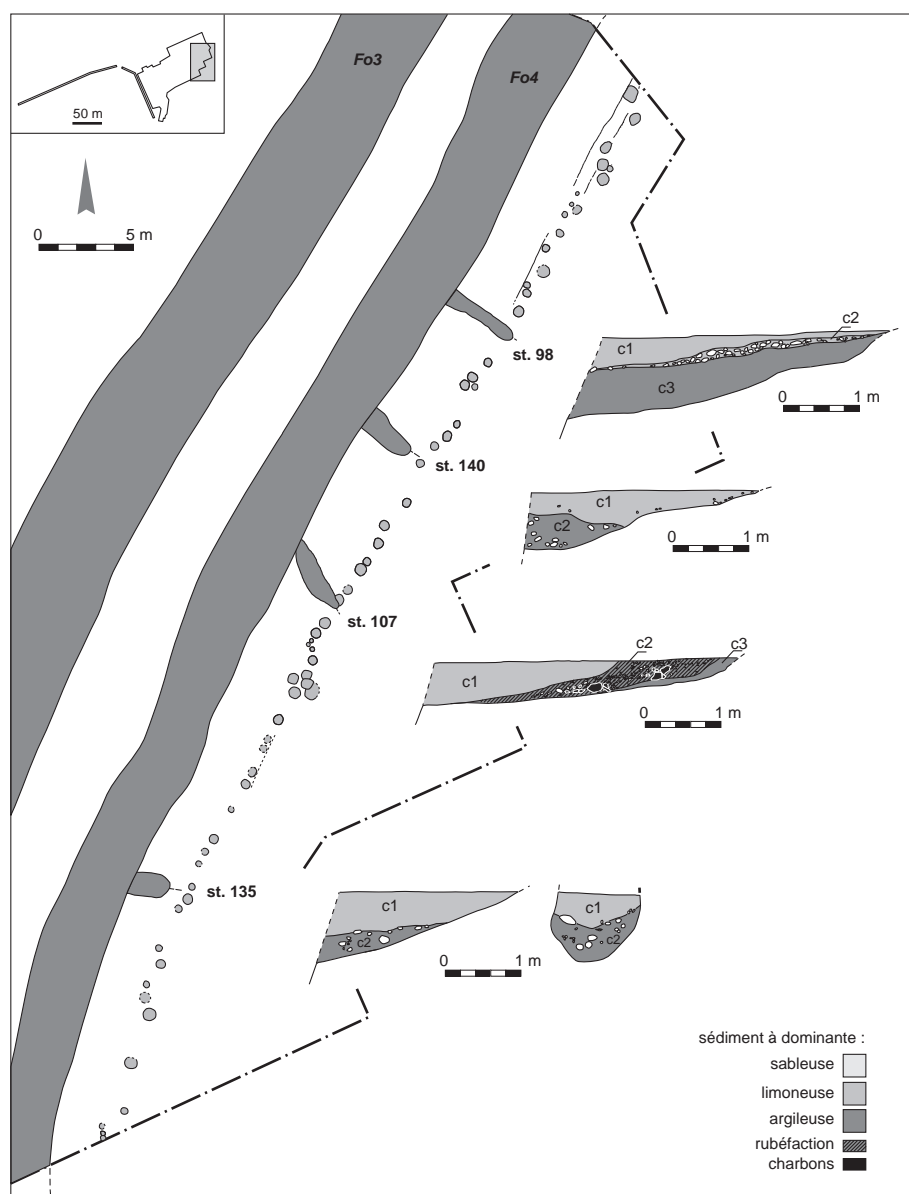 Fo3
Fo4
50 m
0 5 m
st. 98
c2
c1
c3
0 1 m
st. 140
c1
c2
0 1 m
st. 107
c2
c3
c1
0 1 m
st. 135
c1
c2
0 1 m
c1
c2
sédiment à dominante :
sableuse
limoneuse
argileuse
rubéfaction
charbons